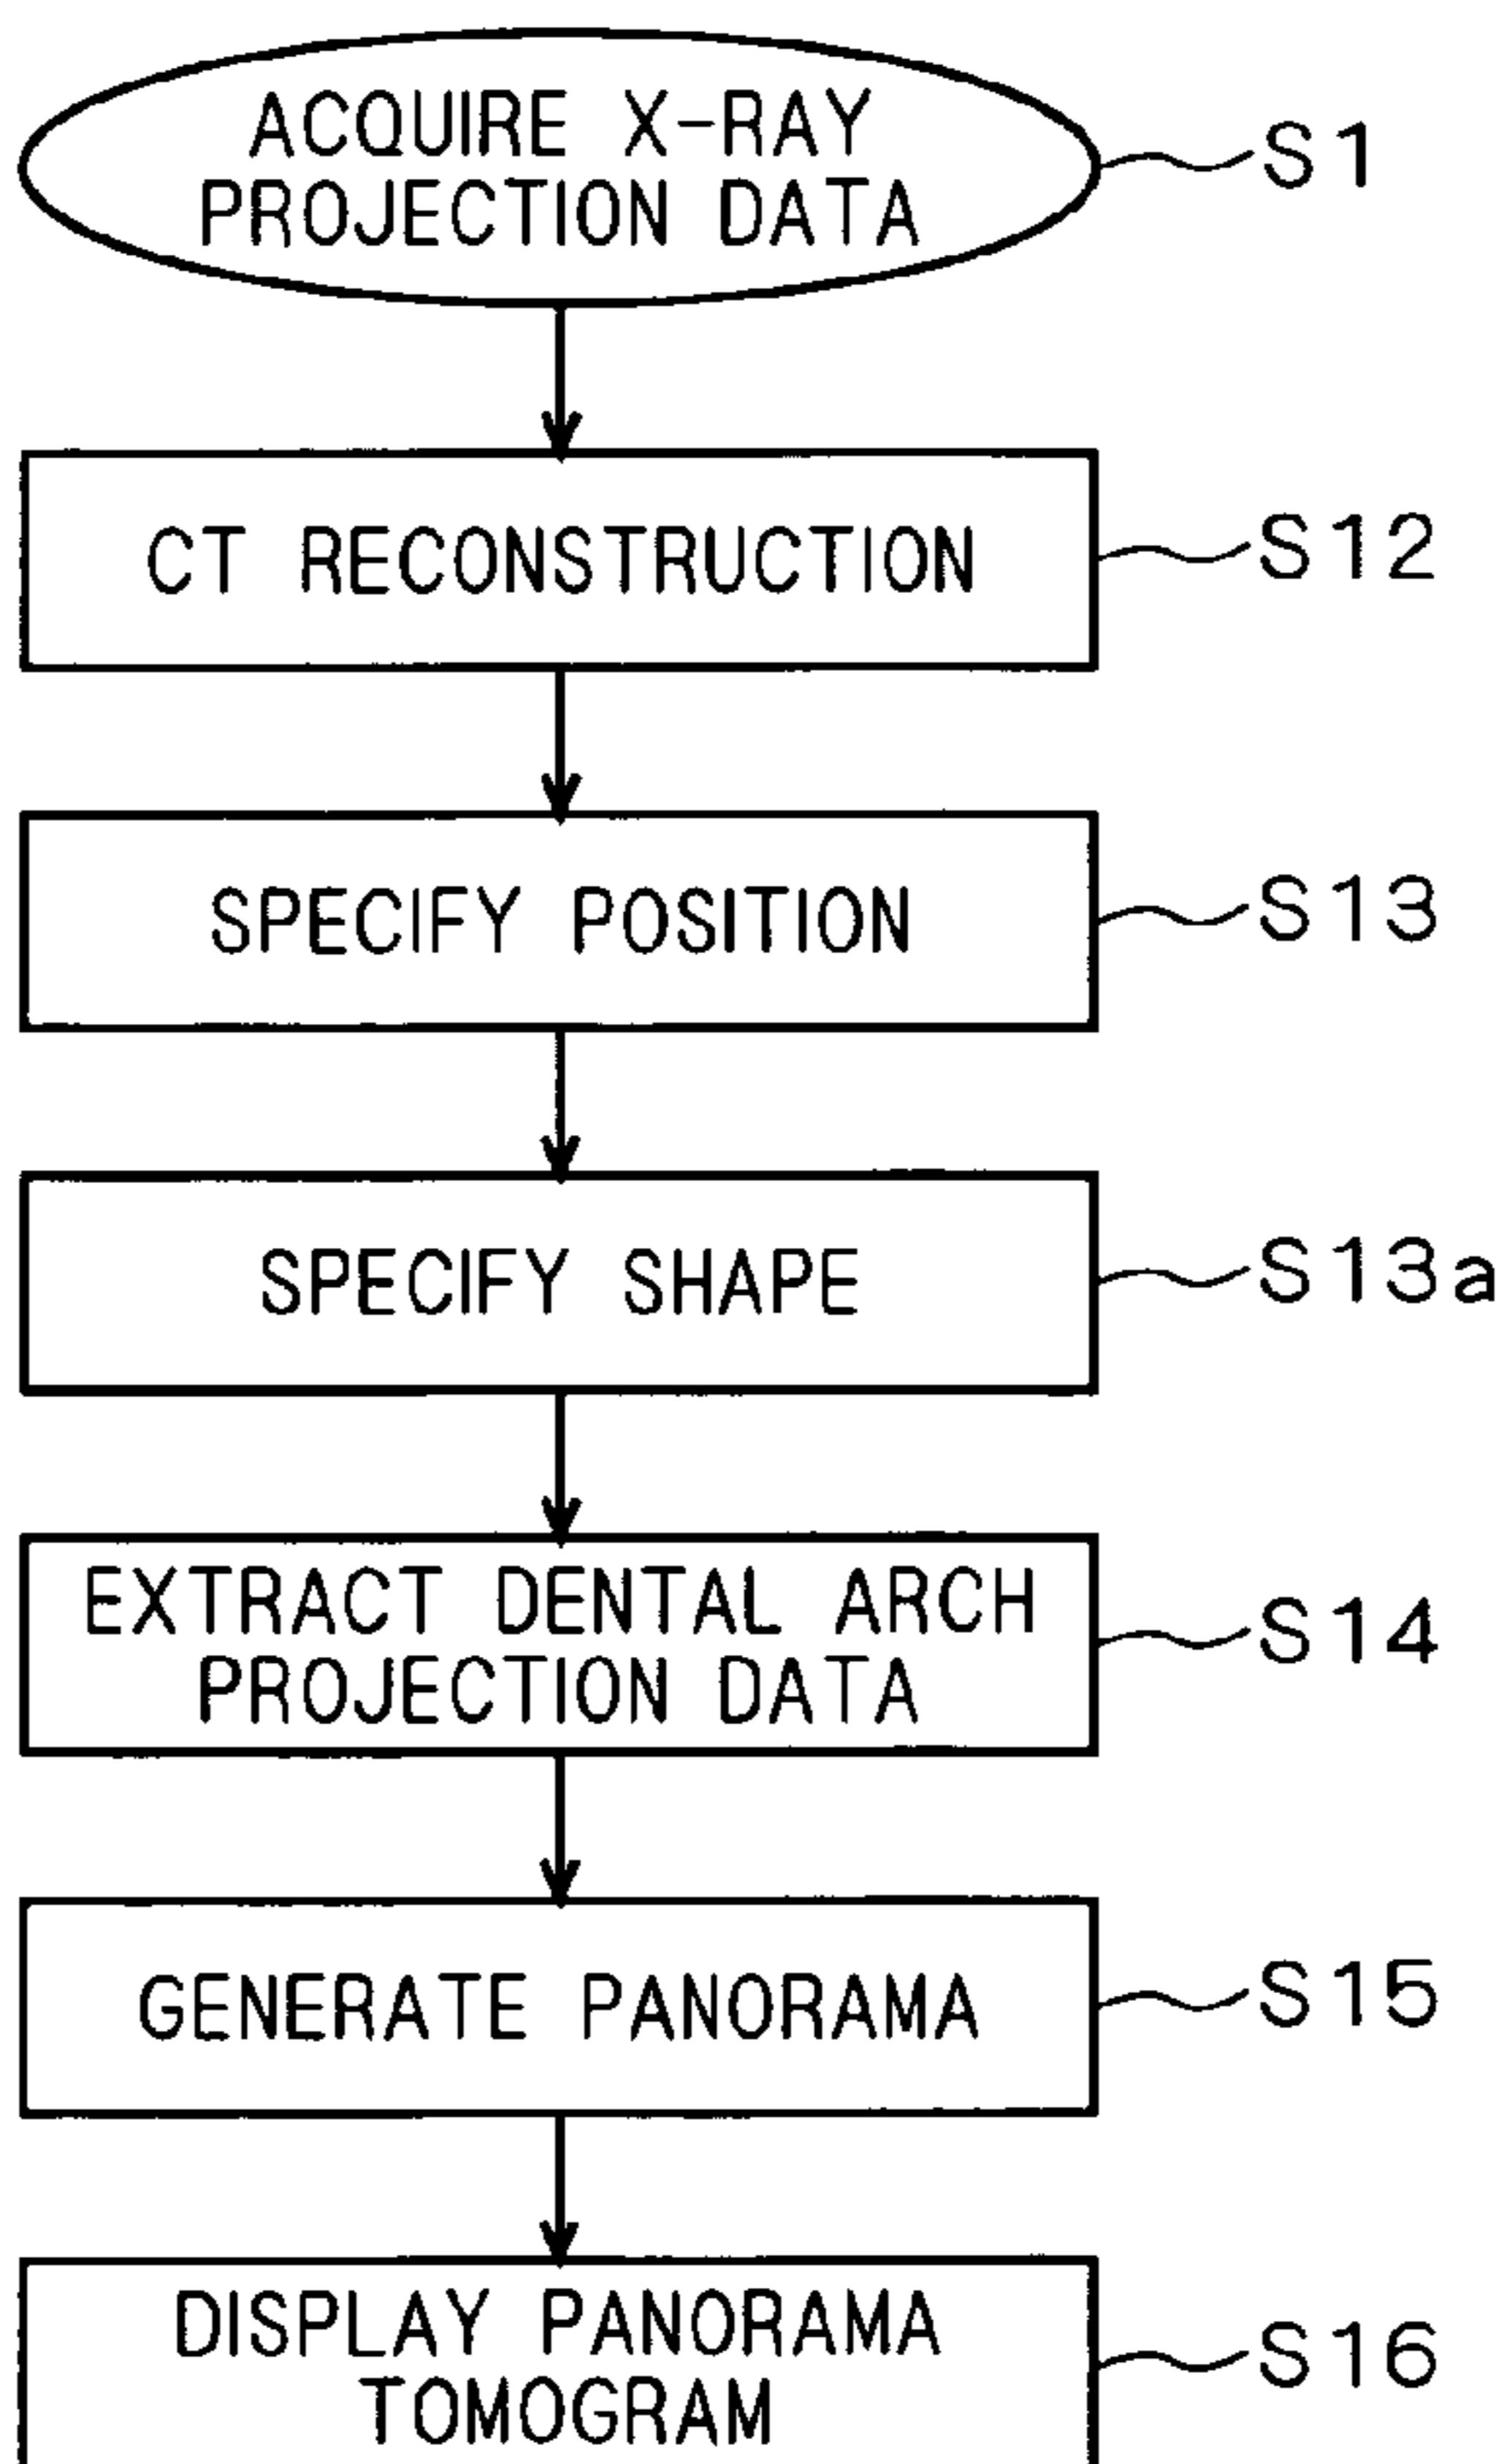 ACQUIRE X-RAY
PROJECTION DATA
S1
CT RECONSTRUCTION
S12
SPECIFY POSITION
S13
SPECIFY SHAPE
S13a
EXTRACT DENTAL ARCH
PROJECTION DATA
S14
GENERATE PANORAMA
S15
DISPLAY PANORAMA
TOMOGRAM
S16